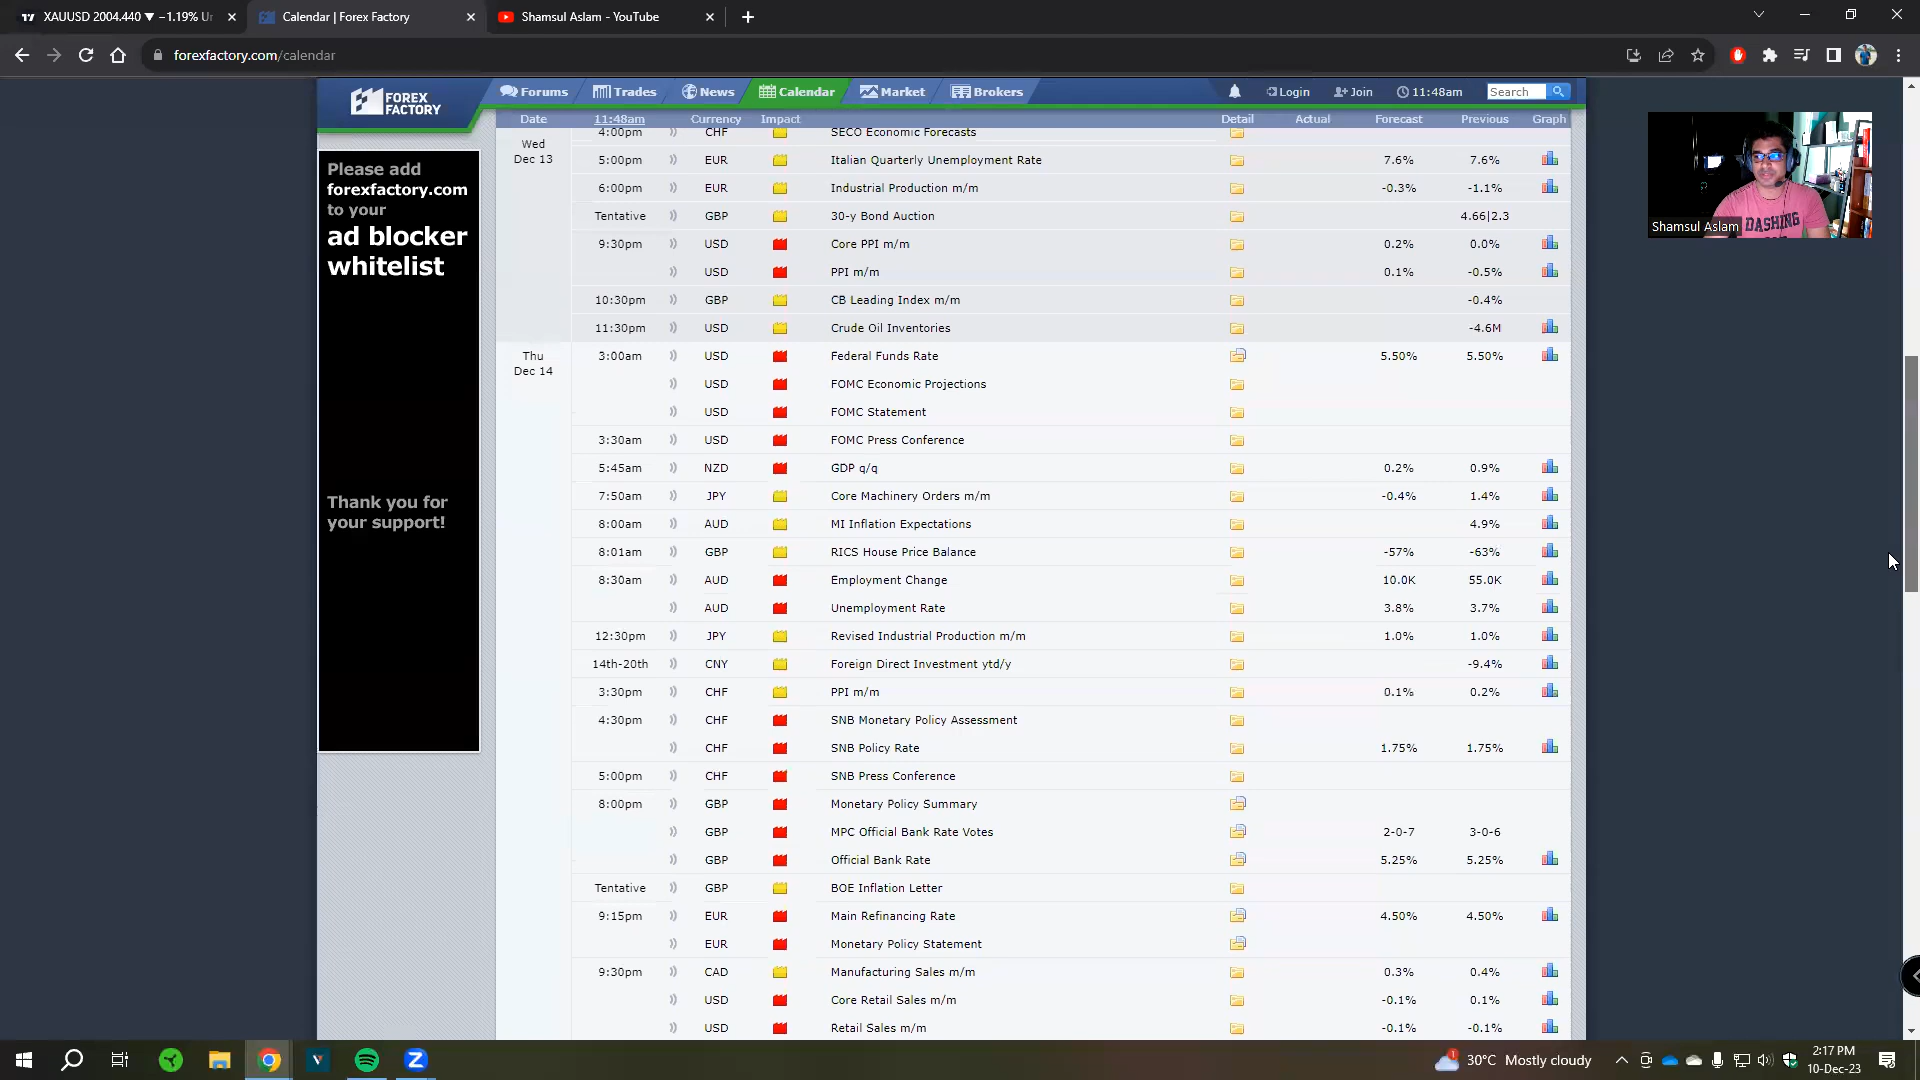 XAUUSD 2004.440 ▼ −1.19% Ur
Calendar | Forex Factory
Shamsul Aslam - YouTube
forexfactory.com/calendar
FOREX FACTORY
Forums Trades News Calendar Market Brokers Login Join 11:48am Search
Date 11:48am Currency Impact Detail Actual Forecast Previous Graph
Please add
forexfactory.com
to your
ad blocker
whitelist
Thank you for
your support!
Wed
Dec 13
4:00pm CHF SECO Economic Forecasts
5:00pm EUR Italian Quarterly Unemployment Rate 7.6% 7.6%
6:00pm EUR Industrial Production m/m -0.3% -1.1%
Tentative GBP 30-y Bond Auction 4.66|2.3
9:30pm USD Core PPI m/m 0.2% 0.0%
USD PPI m/m 0.1% -0.5%
10:30pm GBP CB Leading Index m/m -0.4%
11:30pm USD Crude Oil Inventories -4.6M
Thu
Dec 14
3:00am USD Federal Funds Rate 5.50% 5.50%
USD FOMC Economic Projections
USD FOMC Statement
3:30am USD FOMC Press Conference
5:45am NZD GDP q/q 0.2% 0.9%
7:50am JPY Core Machinery Orders m/m -0.4% 1.4%
8:00am AUD MI Inflation Expectations 4.9%
8:01am GBP RICS House Price Balance -57% -63%
8:30am AUD Employment Change 10.0K 55.0K
AUD Unemployment Rate 3.8% 3.7%
12:30pm JPY Revised Industrial Production m/m 1.0% 1.0%
14th-20th CNY Foreign Direct Investment ytd/y -9.4%
3:30pm CHF PPI m/m 0.1% 0.2%
4:30pm CHF SNB Monetary Policy Assessment
CHF SNB Policy Rate 1.75% 1.75%
5:00pm CHF SNB Press Conference
8:00pm GBP Monetary Policy Summary
GBP MPC Official Bank Rate Votes 2-0-7 3-0-6
GBP Official Bank Rate 5.25% 5.25%
Tentative GBP BOE Inflation Letter
9:15pm EUR Main Refinancing Rate 4.50% 4.50%
EUR Monetary Policy Statement
9:30pm CAD Manufacturing Sales m/m 0.3% 0.4%
USD Core Retail Sales m/m -0.1% 0.1%
USD Retail Sales m/m -0.1% -0.1%
Shamsul Aslam
DASHING
30°C Mostly cloudy
2:17 PM
10-Dec-23